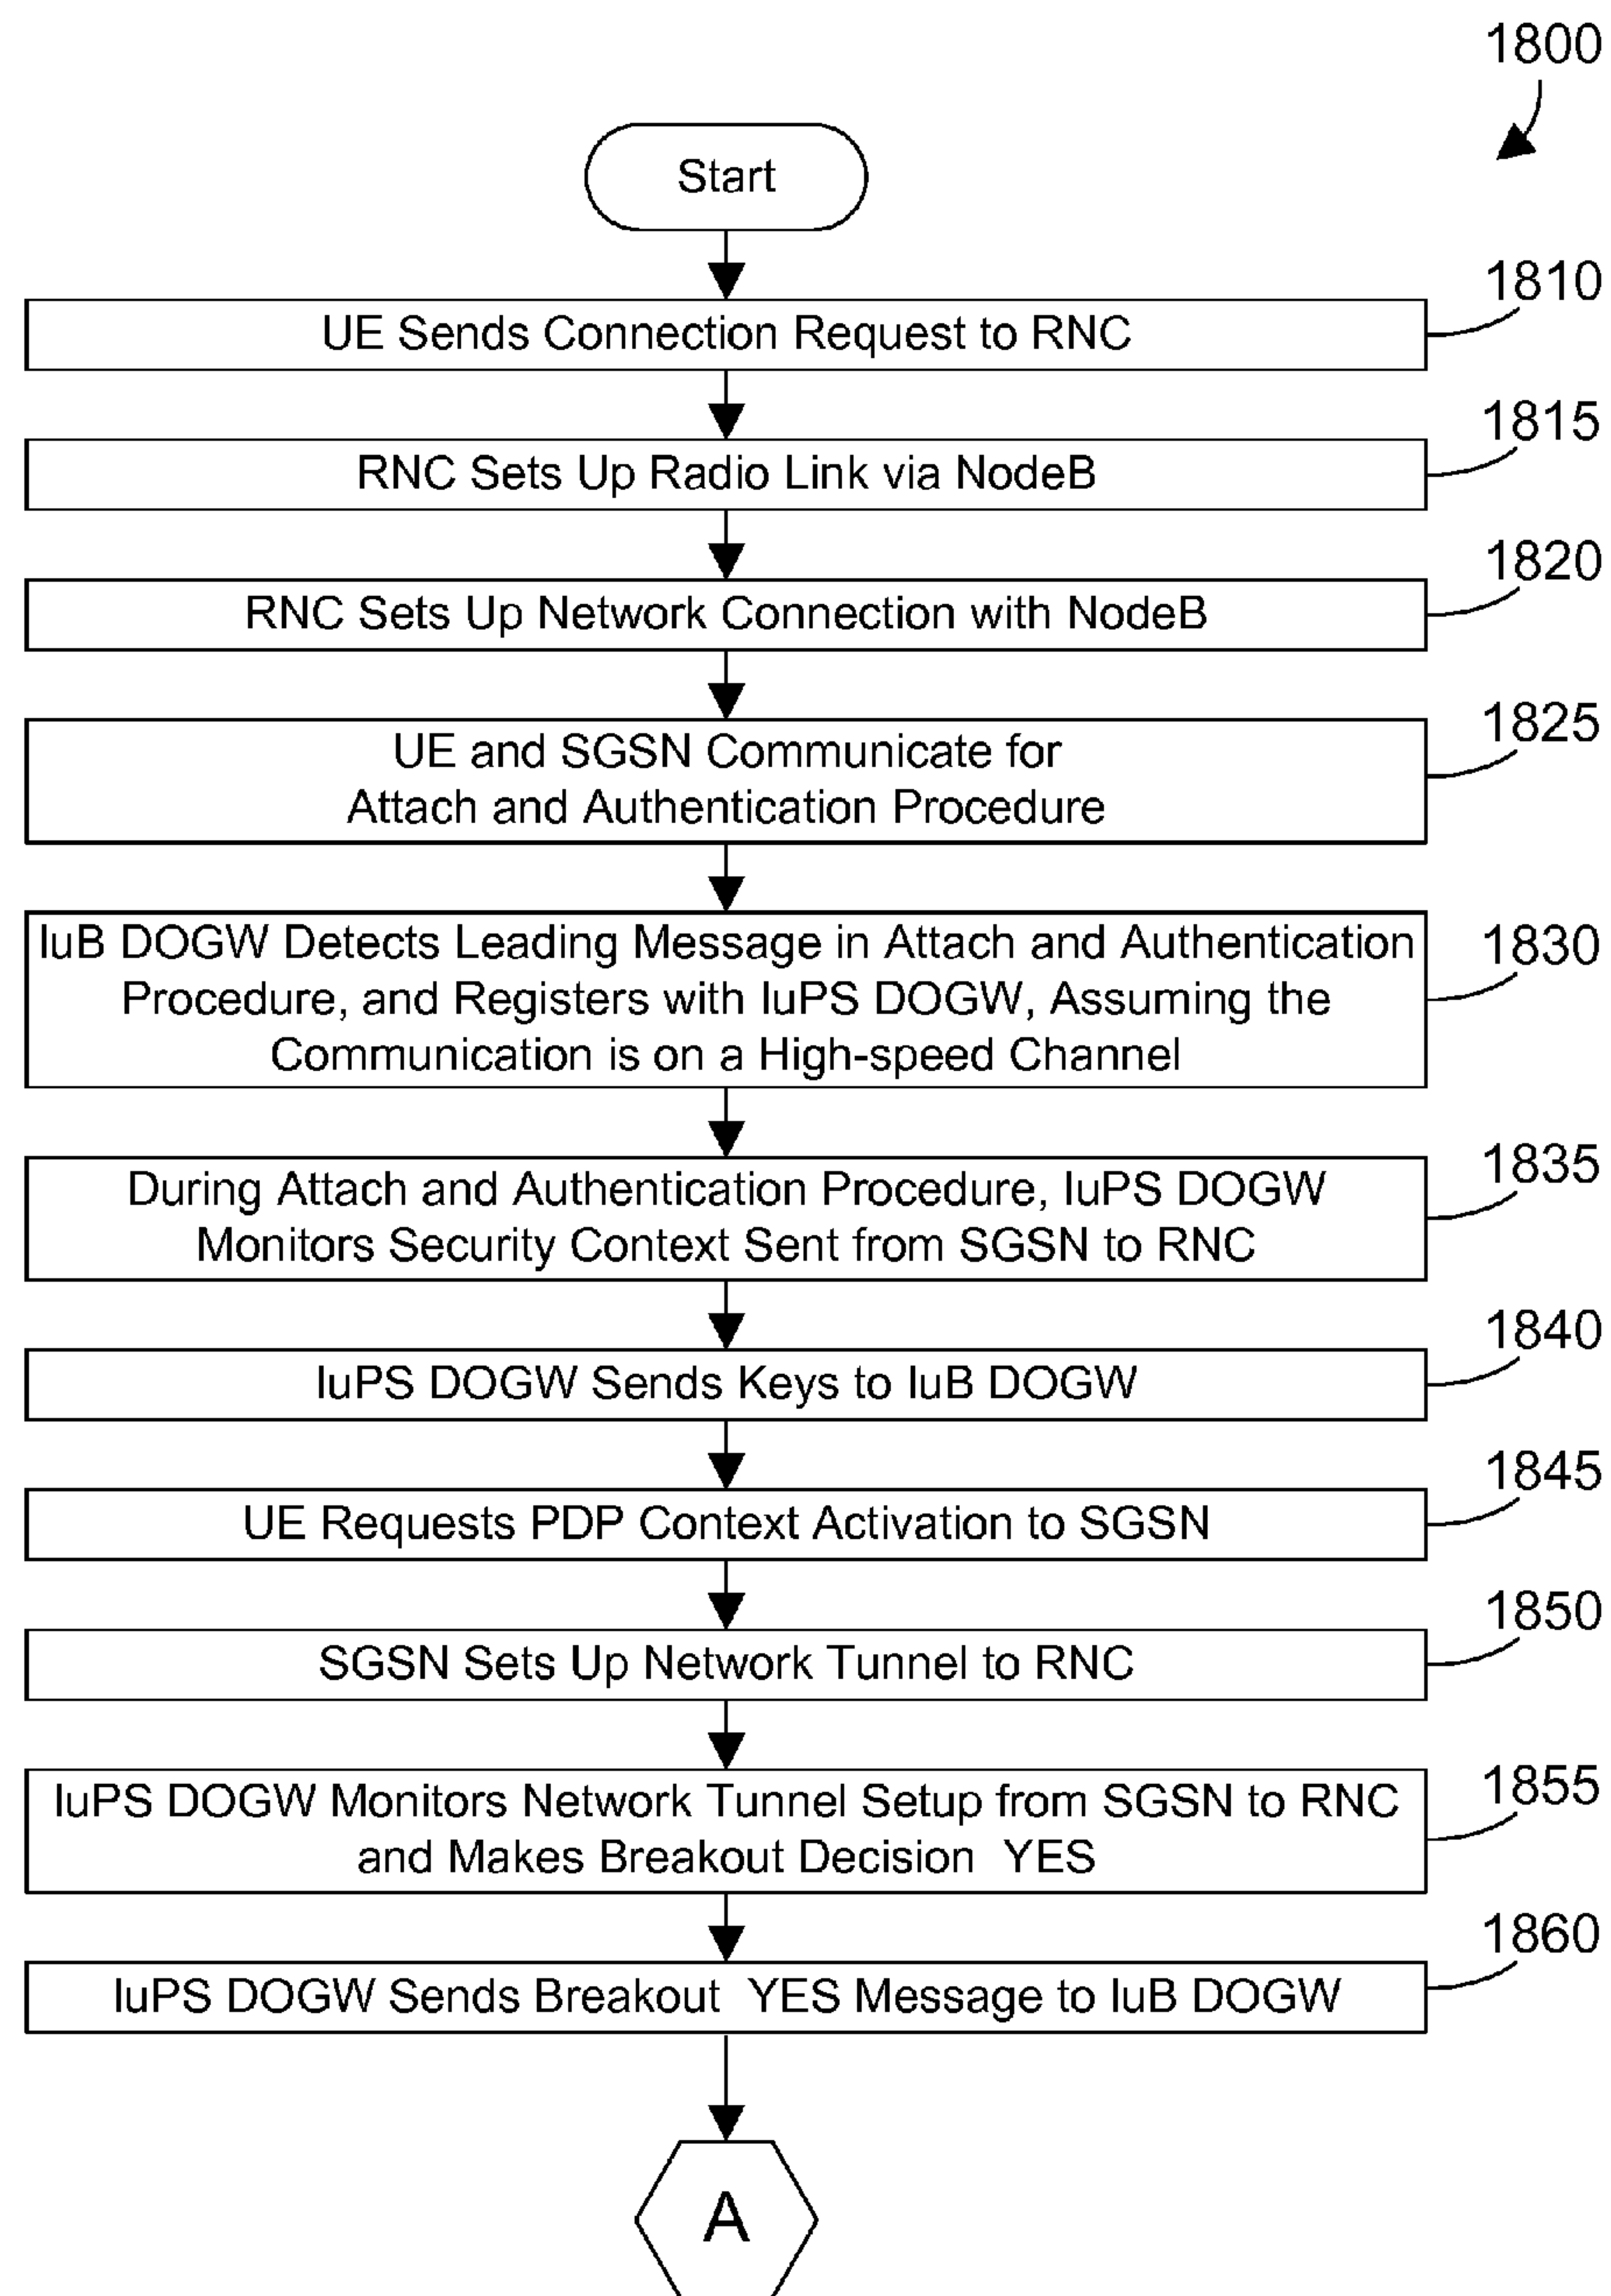 1800
Start
1810
UE Sends Connection Request to RNC
1815
RNC Sets Up Radio Link via NodeB
1820
RNC Sets Up Network Connection with NodeB
1825
UE and SGSN Communicate for
Attach and Authentication Procedure
1830
IuB DOGW Detects Leading Message in Attach and Authentication
Procedure, and Registers with IuPS DOGW, Assuming the
Communication is on a High-speed Channel
1835
During Attach and Authentication Procedure, IuPS DOGW
Monitors Security Context Sent from SGSN to RNC
1840
IuPS DOGW Sends Keys to IuB DOGW
1845
UE Requests PDP Context Activation to SGSN
1850
SGSN Sets Up Network Tunnel to RNC
1855
IuPS DOGW Monitors Network Tunnel Setup from SGSN to RNC
and Makes Breakout Decision YES
1860
IuPS DOGW Sends Breakout YES Message to IuB DOGW
A